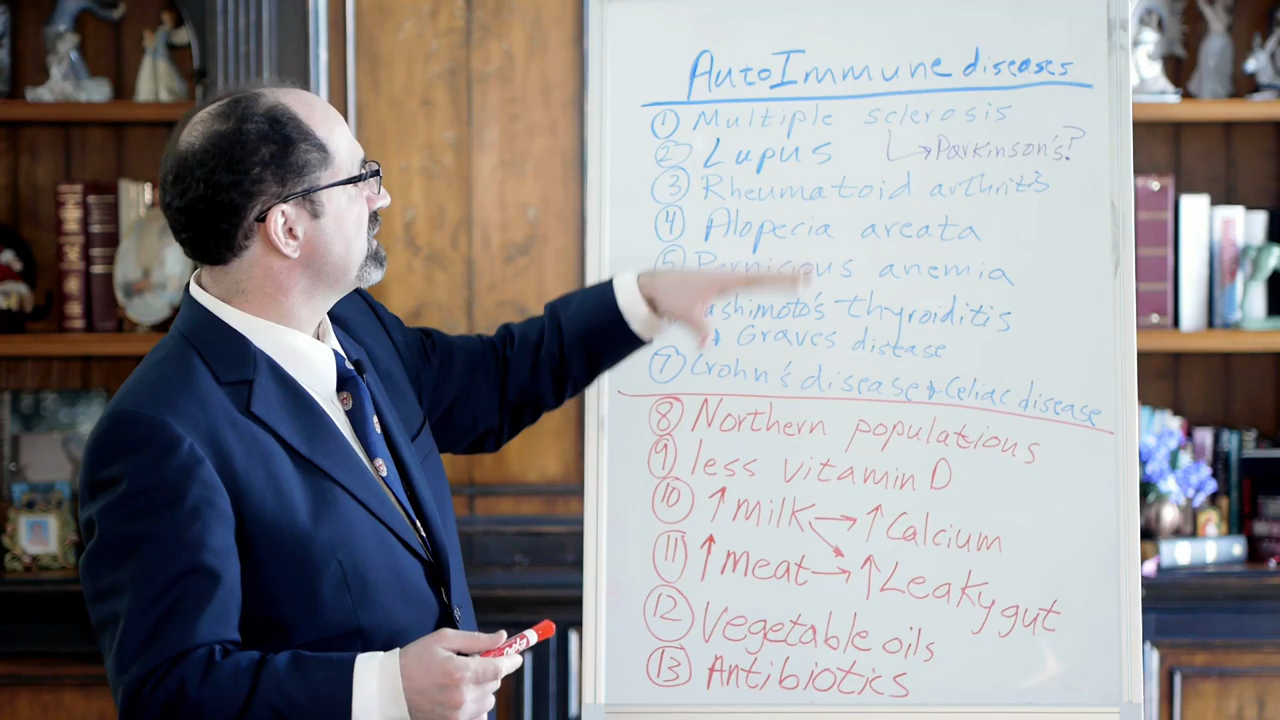 AutoImmune diseases
① Multiple sclerosis
② Lupus ↳Parkinson's?
③ Rheumatoid arthritis
④ Alopecia areata
⑤ Pernicious anemia
ashimoto's thyroiditis
Graves disease
⑦ Crohn's disease & Celiac disease
⑧ Northern populations
⑨ less vitamin D
⑩ ↑milk → ↑Calcium
⑪ ↑meat → ↑Leaky gut
⑫ Vegetable oils
⑬ Antibiotics
Expo